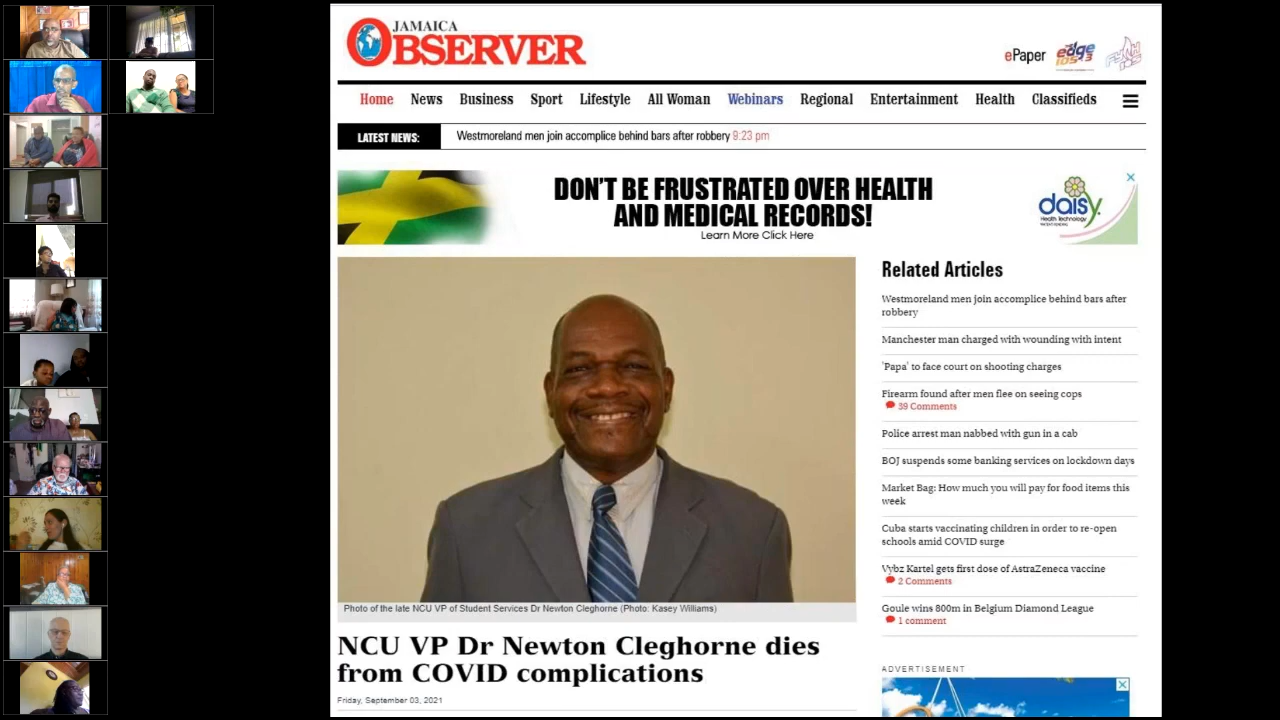 JAMAICA
OBSERVER
ePaper
edge
Home News Business Sport Lifestyle All Woman Webinars Regional Entertainment Health Classifieds
LATEST NEWS: Westmoreland men join accomplice behind bars after robbery 9:23 pm
DON'T BE FRUSTRATED OVER HEALTH
AND MEDICAL RECORDS!
Learn More Click Here
daisy
Health Technology
Related Articles
Westmoreland men join accomplice behind bars after
robbery
Manchester man charged with wounding with intent
'Papa' to face court on shooting charges
Firearm found after men flee on seeing cops
39 Comments
Police arrest man nabbed with gun in a cab
BOJ suspends some banking services on lockdown days
Market Bag: How much you will pay for food items this
week
Cuba starts vaccinating children in order to re-open
schools amid COVID surge
Vybz Kartel gets first dose of AstraZeneca vaccine
2 Comments
Goule wins 800m in Belgium Diamond League
1 comment
ADVERTISEMENT
Photo of the late NCU VP of Student Services Dr Newton Cleghorne (Photo: Kasey Williams)
NCU VP Dr Newton Cleghorne dies
from COVID complications
Friday, September 03, 2021